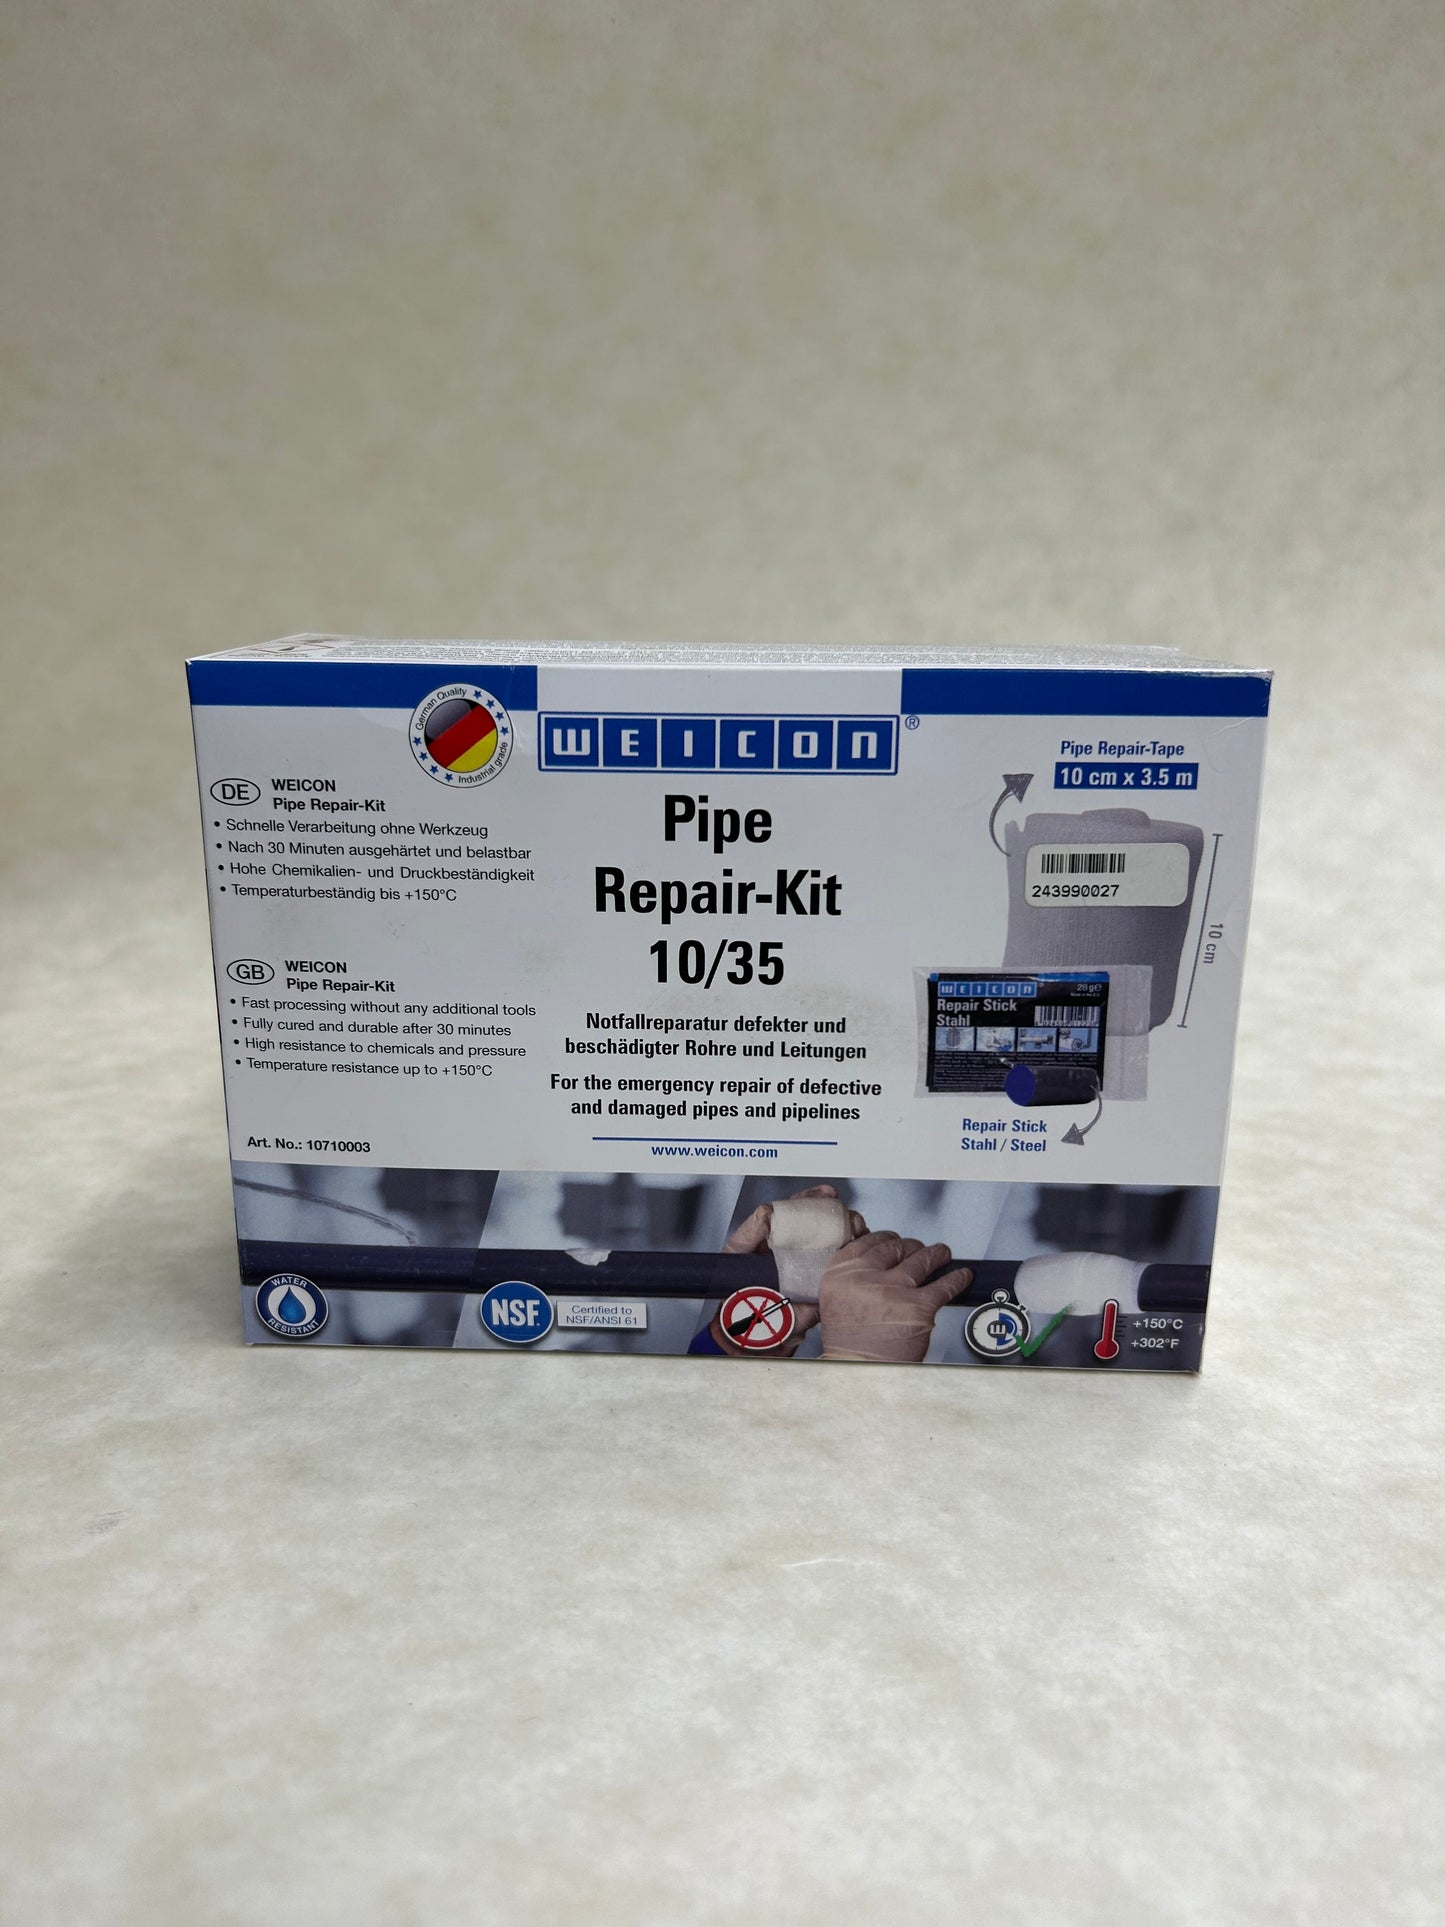 German Quality
Industrial grade
WEICON®
DE
WEICON
Pipe Repair-Kit
• Schnelle Verarbeitung ohne Werkzeug
• Nach 30 Minuten ausgehärtet und belastbar
• Hohe Chemikalien- und Druckbeständigkeit
• Temperaturbeständig bis +150°C
GB
WEICON
Pipe Repair-Kit
• Fast processing without any additional tools
• Fully cured and durable after 30 minutes
• High resistance to chemicals and pressure
• Temperature resistance up to +150°C
Art. No.: 10710003
Pipe
Repair-Kit
10/35
Notfallreparatur defekter und
beschädigter Rohre und Leitungen
For the emergency repair of defective
and damaged pipes and pipelines
www.weicon.com
Pipe Repair-Tape
10 cm x 3.5 m
243990027
10 cm
WEICON
Repair Stick
Stahl
Repair Stick
Stahl / Steel
WATER
RESISTANT
NSF
Certified to
NSF/ANSI 61
W
+150°C
+302°F